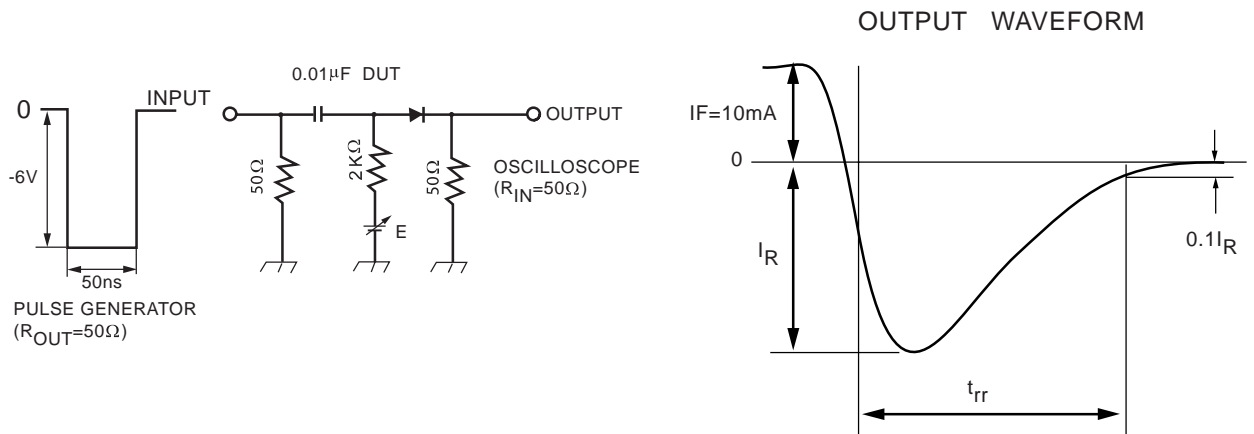 OUTPUT WAVEFORM
0.01μF DUT
0
INPUT
OUTPUT
-6V
50Ω
2KΩ
50Ω
E
OSCILLOSCOPE
(RIN=50Ω)
50ns
PULSE GENERATOR
(ROUT=50Ω)
IF=10mA
0
IR
0.1IR
trr